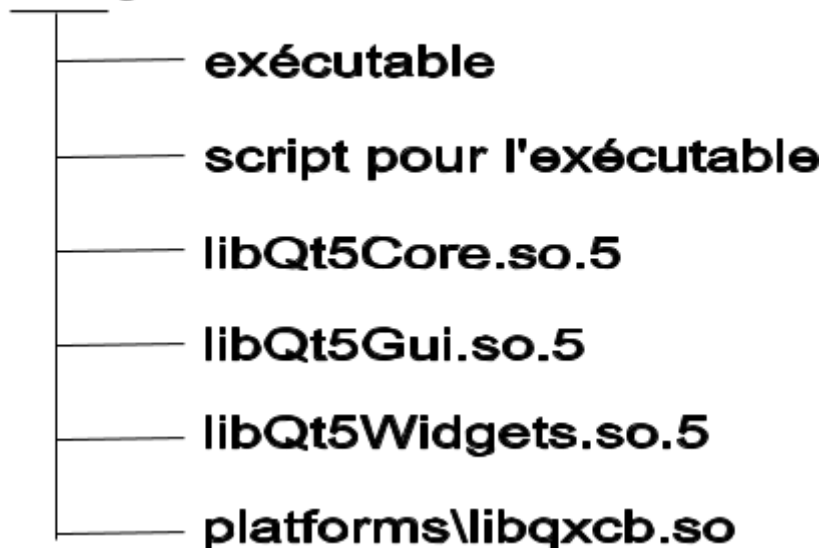 exécutable
script pour l'exécutable
libQt5Core.so.5
libQt5Gui.so.5
libQt5Widgets.so.5
platforms\libqxcb.so